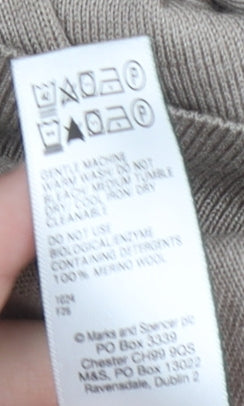 GENTLE MACHINE
WARM WASH/ DO NOT
BLEACH/ MEDIUM TUMBLE
DRY/ COOL IRON/ DRY
CLEANABLE
DO NOT USE
BIOLOGICAL/ENZYME
CONTAINING DETERGENTS
100% MERINO WOOL
1024
F25
© Marks and Spencer plc
PO Box 3339
Chester CH99 9QS
M&S, PO Box 13022
Ravensdale, Dublin 2